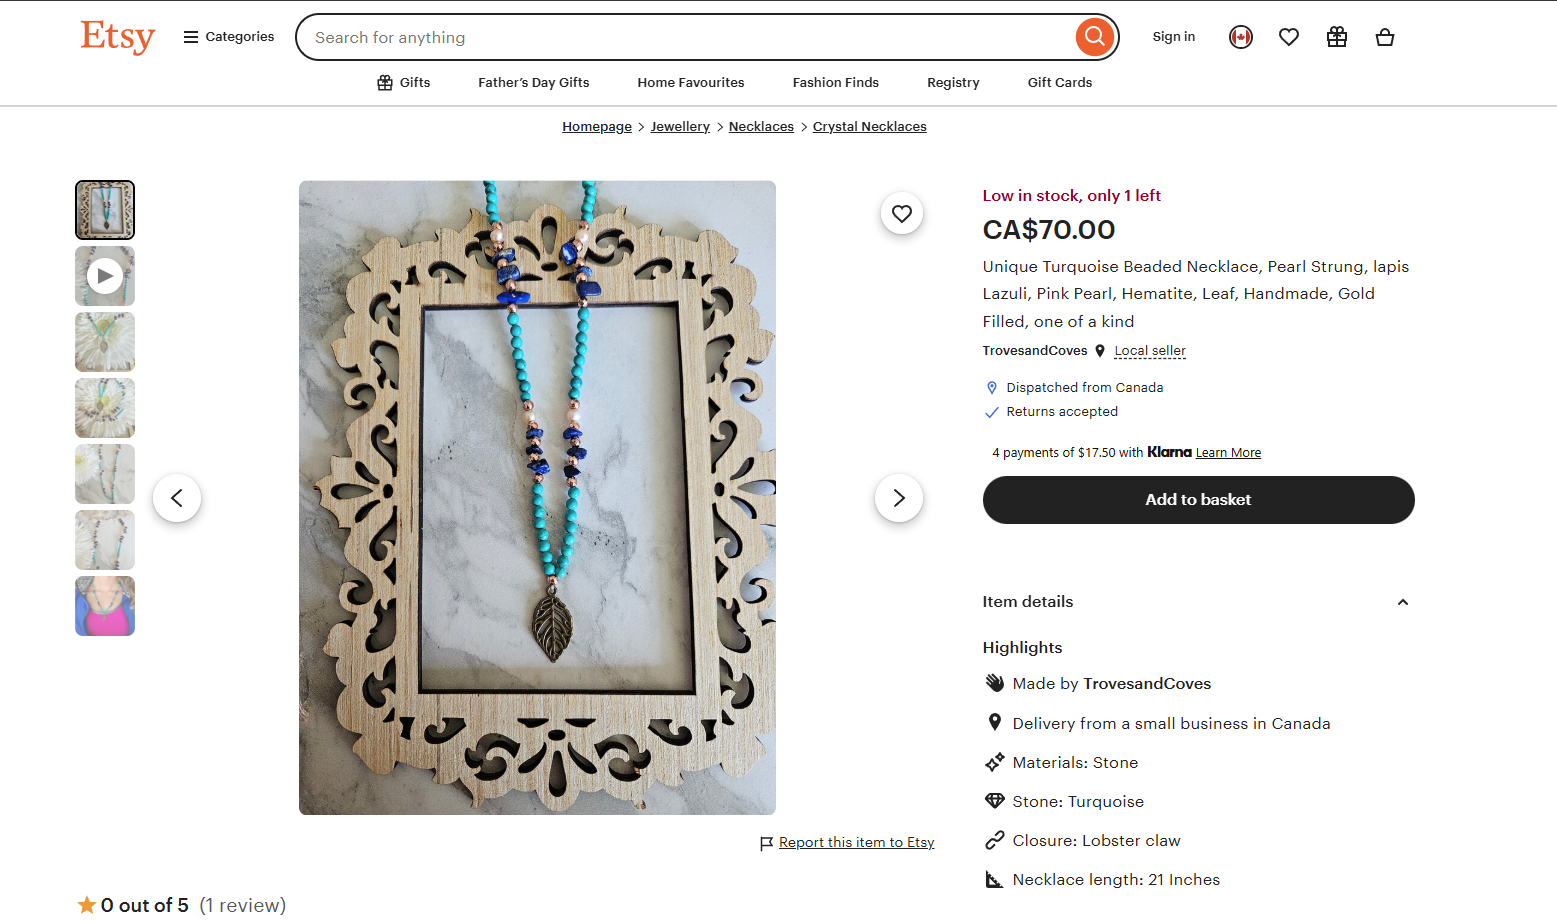 Etsy
Categories
Search for anything
Sign in
Gifts
Father’s Day Gifts
Home Favourites
Fashion Finds
Registry
Gift Cards
Homepage > Jewellery > Necklaces > Crystal Necklaces
Low in stock, only 1 left
CA$70.00
Unique Turquoise Beaded Necklace, Pearl Strung, lapis
Lazuli, Pink Pearl, Hematite, Leaf, Handmade, Gold
Filled, one of a kind
TrovesandCoves Local seller
Dispatched from Canada
Returns accepted
4 payments of $17.50 with Klarna Learn More
Add to basket
Item details
Highlights
Made by TrovesandCoves
Delivery from a small business in Canada
Materials: Stone
Stone: Turquoise
Closure: Lobster claw
Necklace length: 21 Inches
Report this item to Etsy
0 out of 5 (1 review)